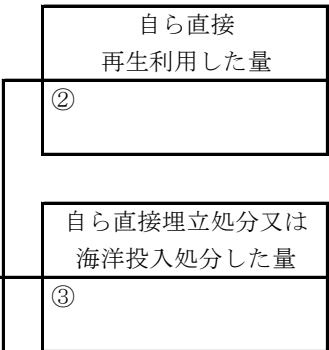 自ら直接
再生利用した量
②
自ら直接埋立処分又は
海洋投入処分した量
③